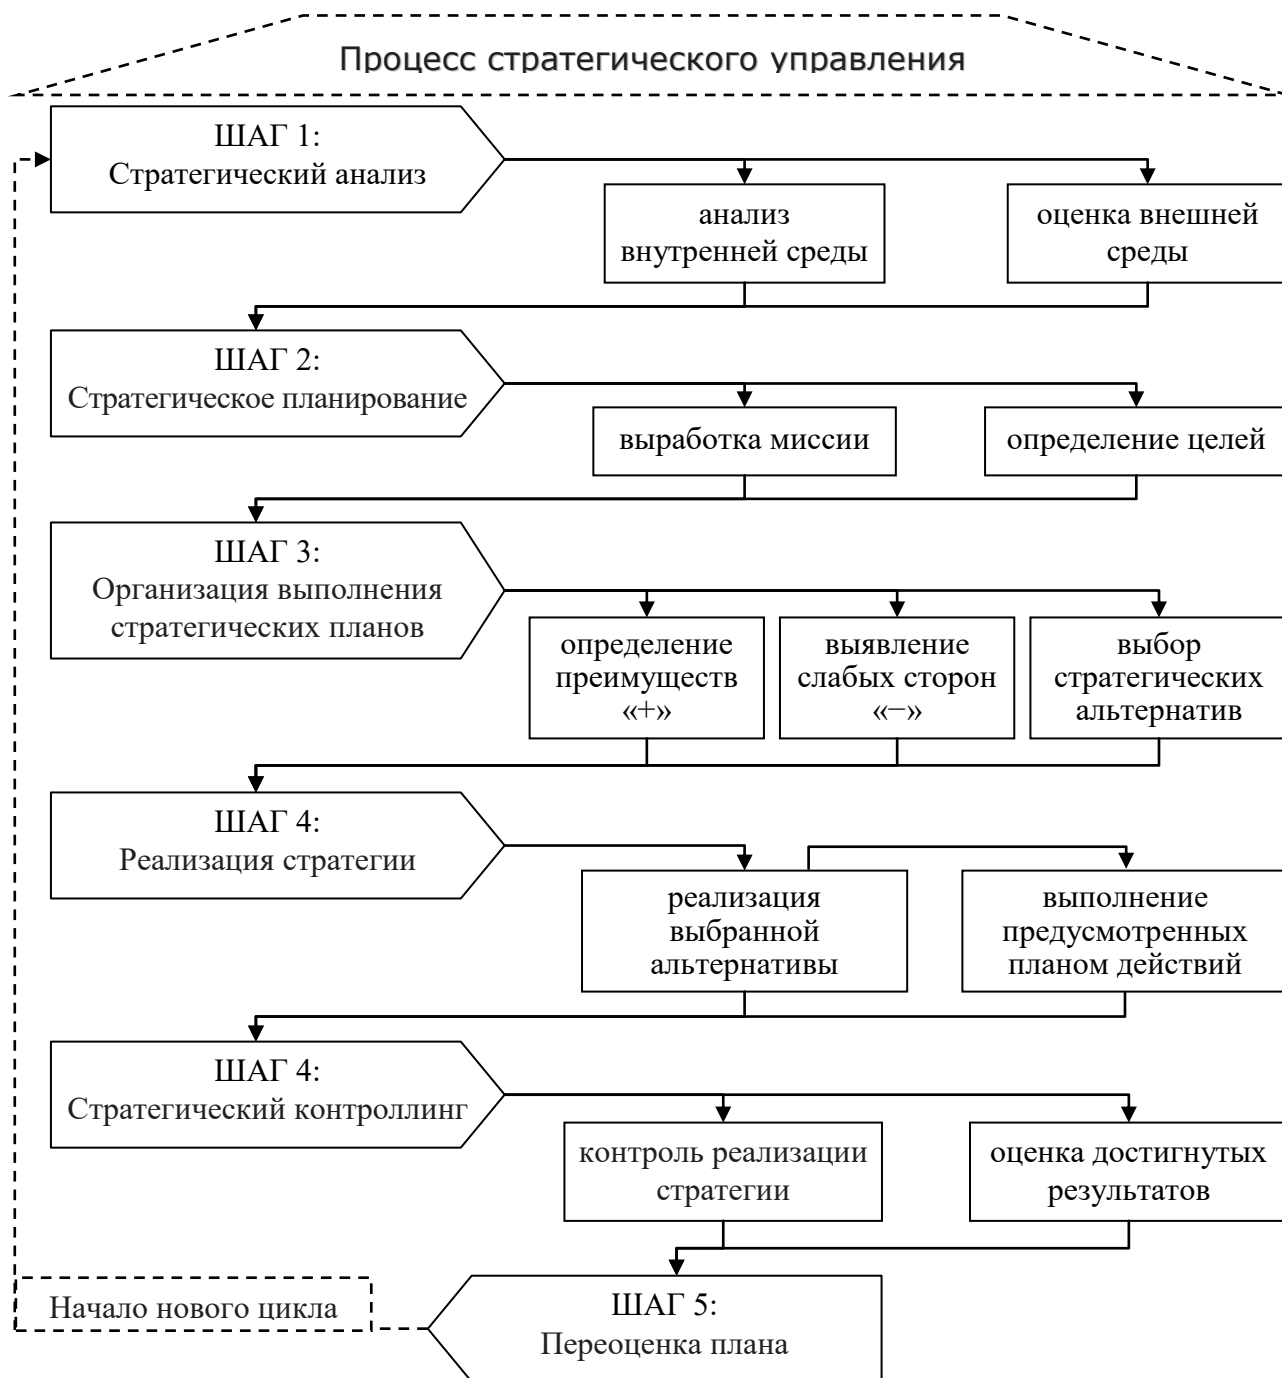 Процесс стратегического управления
ШАГ 1:
Стратегический анализ
анализ
внутренней среды
оценка внешней
среды
ШАГ 2:
Стратегическое планирование
выработка миссии
определение целей
ШАГ 3:
Организация выполнения
стратегических планов
определение
преимуществ
«+»
выявление
слабых сторон
«−»
выбор
стратегических
альтернатив
ШАГ 4:
Реализация стратегии
реализация
выбранной
альтернативы
выполнение
предусмотренных
планом действий
ШАГ 4:
Стратегический контроллинг
контроль реализации
стратегии
оценка достигнутых
результатов
Начало нового цикла
ШАГ 5:
Переоценка плана